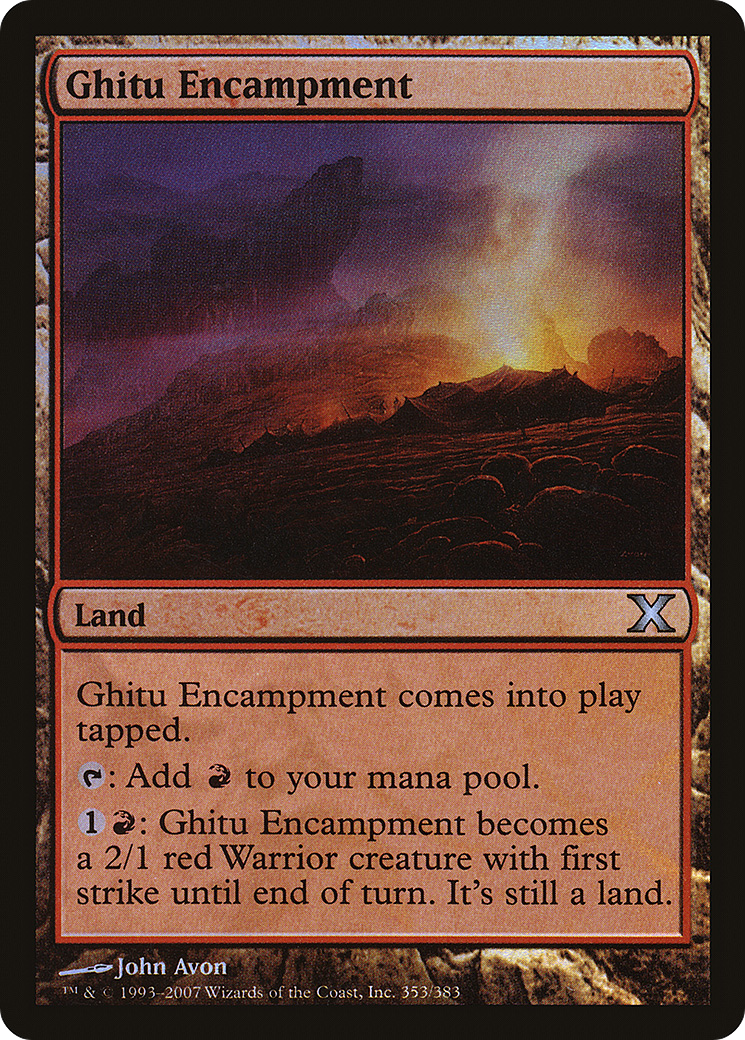 Ghitu Encampment
Land
X
Ghitu Encampment comes into play
tapped.
: Add to your mana pool.
1 : Ghitu Encampment becomes
a 2/1 red Warrior creature with first
strike until end of turn. It's still a land.
John Avon
™ & © 1993–2007 Wizards of the Coast, Inc. 353/383